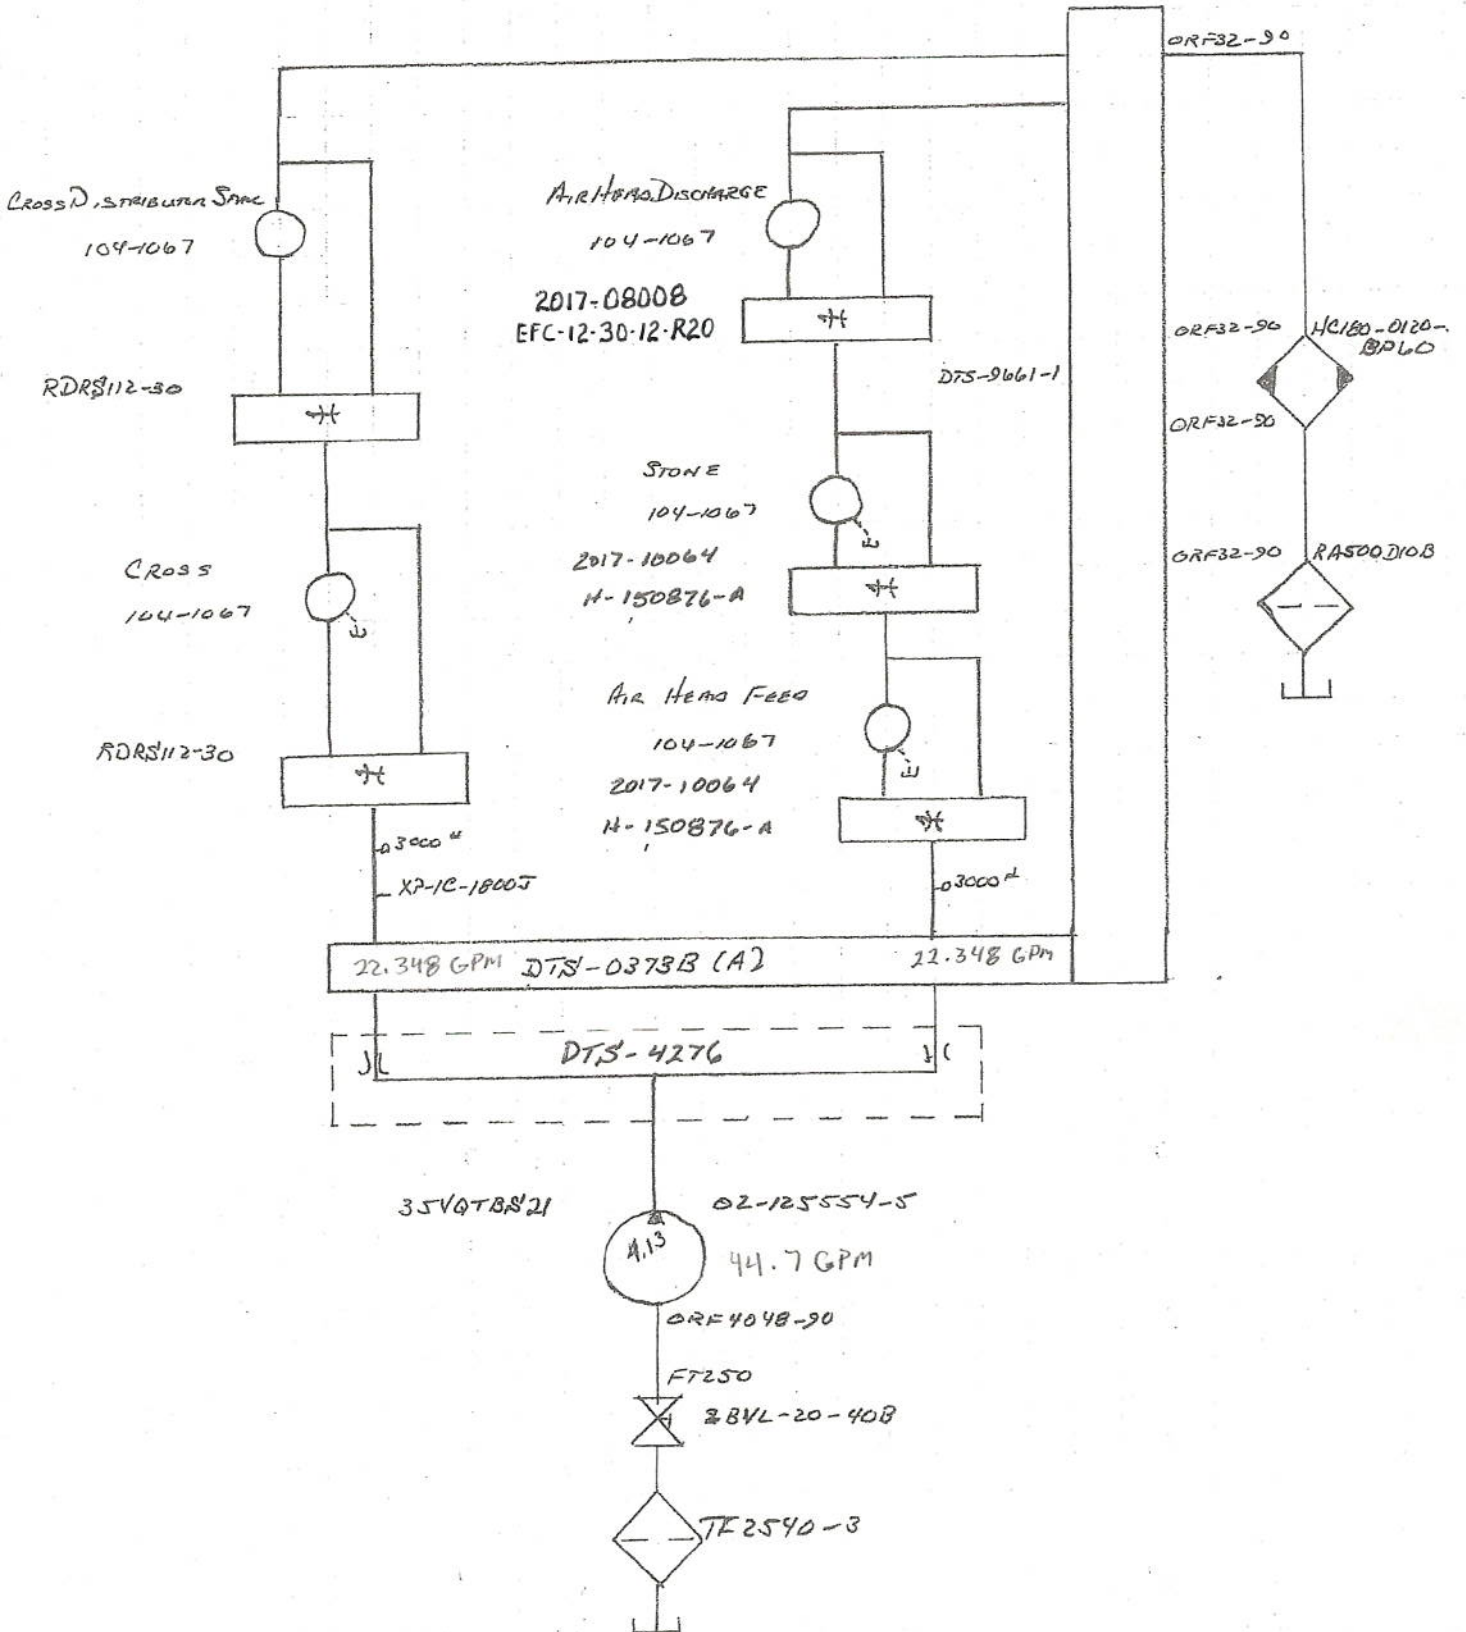 ORF32-90
CROSS DISTRIBUTOR
104-1067
AIR HEAD DISCHARGE
104-1067
2017-08008
EFC-12-30-12-R20
ORF32-90
HC180-0120-
BP60
RDRS112-30
DTS-9661-1
ORF32-90
STONE
104-1067
2017-10064
H-150876-A
ORF32-90
RA500D10B
CROSS
104-1067
E
E
AIR HEAD FEED
104-1067
2017-10064
H-150876-A
E
RDRS112-30
3000#
XP-1C-1800J
3000#
22.348 GPM
DTS-0373B (A)
22.348 GPM
DTS-4276
35VQTBS21
02-125554-5
4.13
44.7 GPM
ORF4048-90
FT250
2BVL-20-40B
TF2540-3